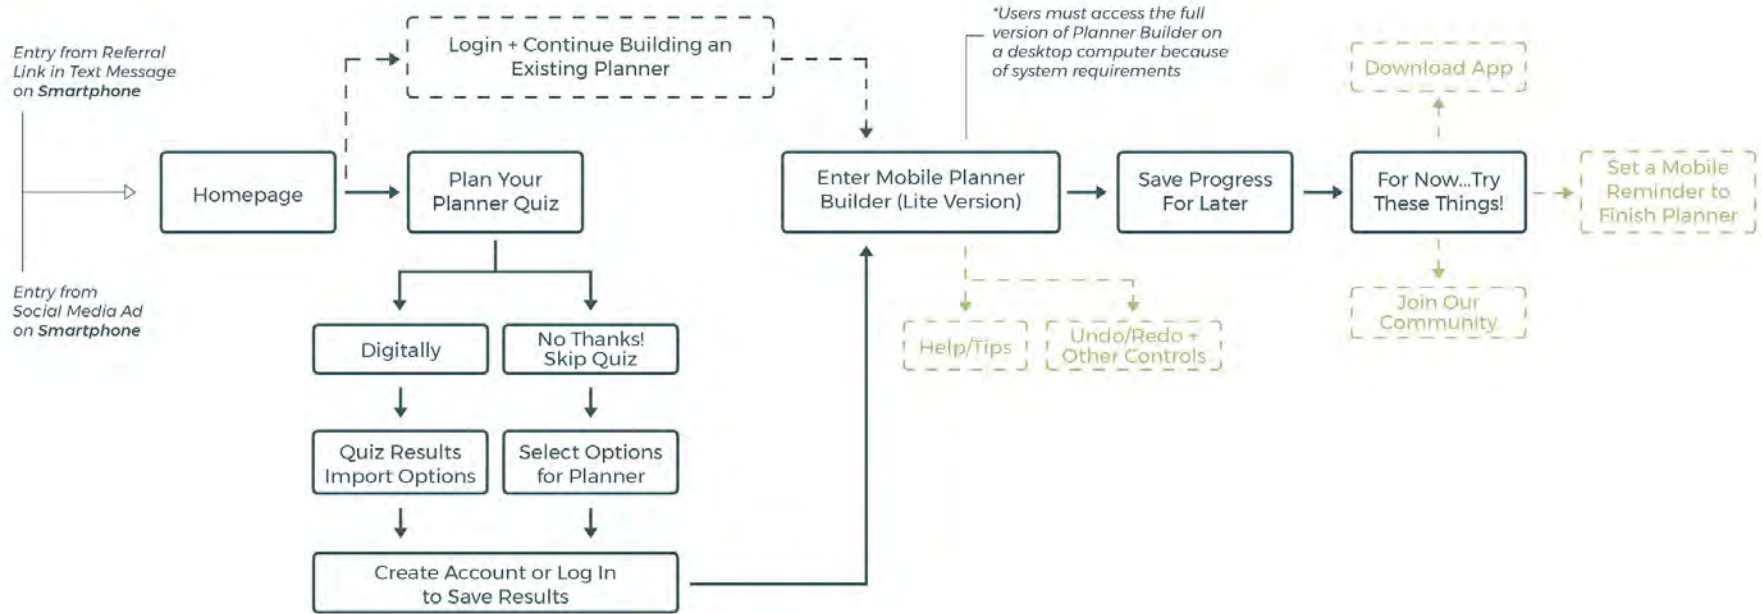 Entry from Referral
Link in Text Message
on Smartphone
Login + Continue Building an
Existing Planner
*Users must access the full
version of Planner Builder on
a desktop computer because
of system requirements
Download App
Homepage
Plan Your
Planner Quiz
Enter Mobile Planner
Builder (Lite Version)
Save Progress
For Later
For Now...Try
These Things!
Set a Mobile
Reminder to
Finish Planner
Entry from
Social Media Ad
on Smartphone
Digitally
No Thanks!
Skip Quiz
Help/Tips
Undo/Redo +
Other Controls
Join Our
Community
Quiz Results
Import Options
Select Options
for Planner
Create Account or Log In
to Save Results